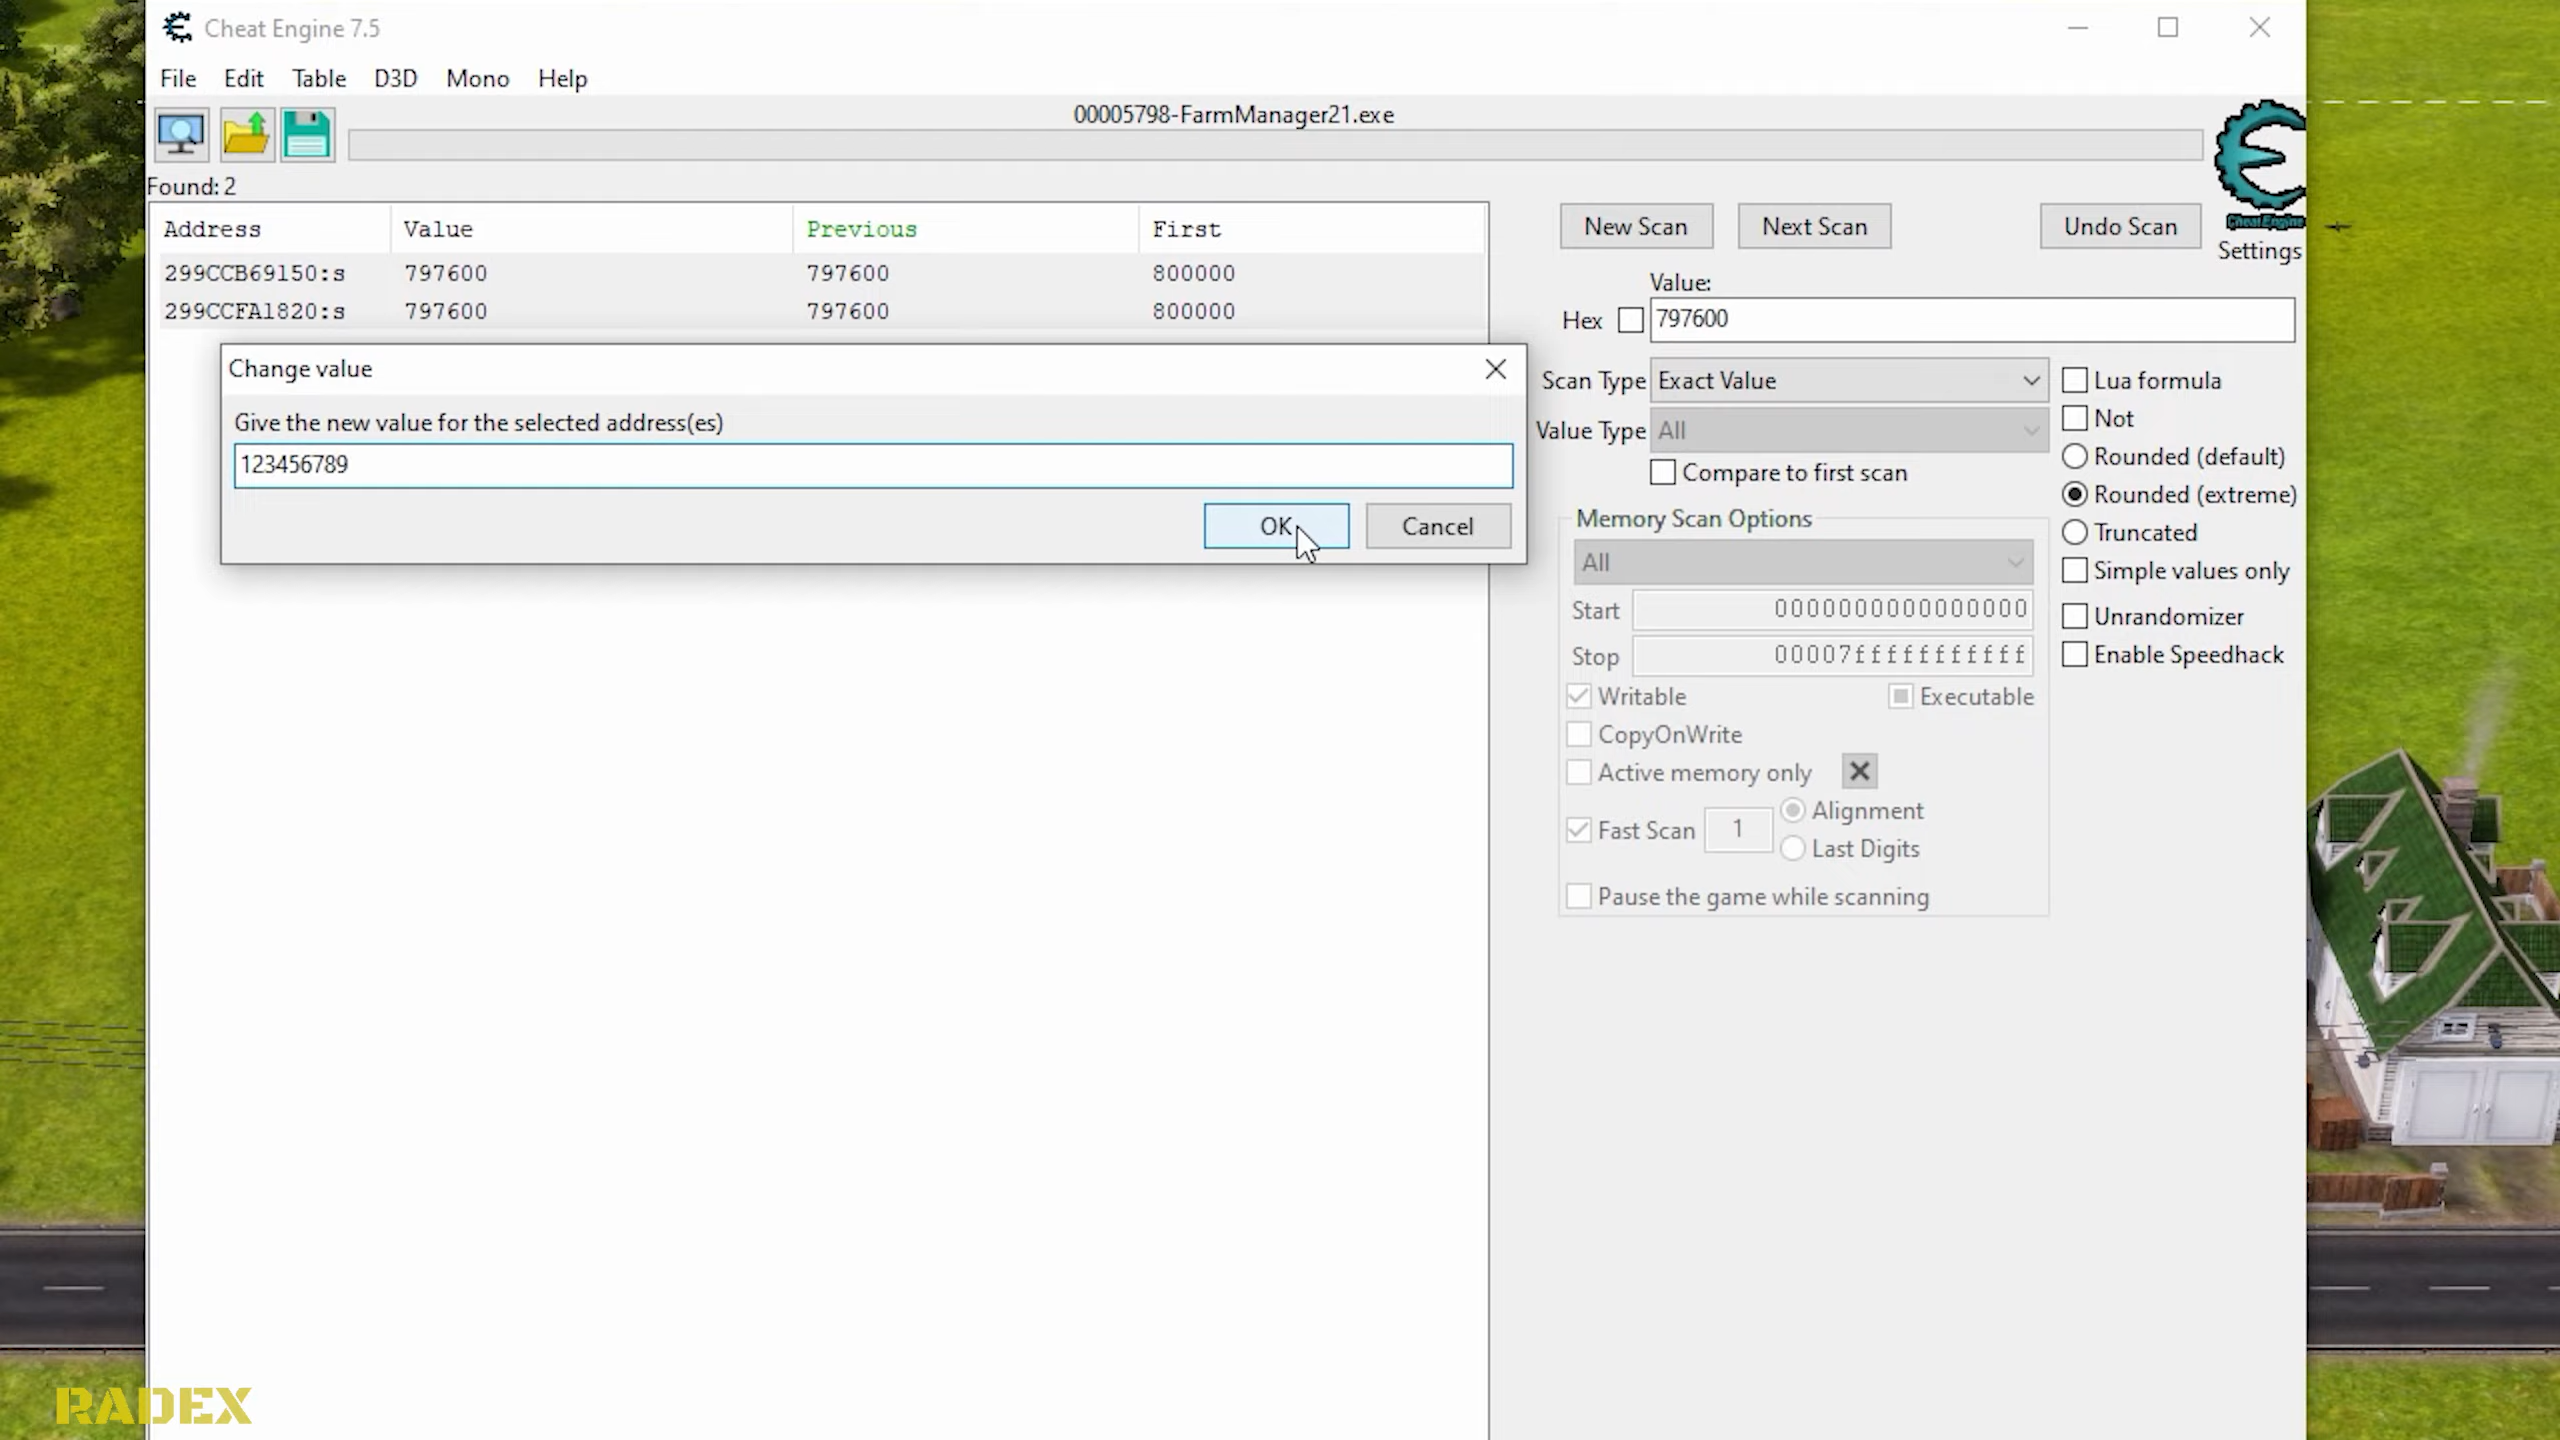 Cheat Engine 7.5
File Edit Table D3D Mono Help
00005798-FarmManager21.exe
Found: 2
Address Value Previous First
299CCB69150:s 797600 797600 800000
299CCFA1820:s 797600 797600 800000
Change value
Give the new value for the selected address(es)
123456789
OK Cancel
New Scan Next Scan Undo Scan
Cheat Engine
Settings
Value:
Hex 797600
Scan Type Exact Value
Value Type All
Compare to first scan
Lua formula
Not
Rounded (default)
Rounded (extreme)
Truncated
Simple values only
Unrandomizer
Enable Speedhack
Memory Scan Options
All
Start 0000000000000000
Stop 00007fffffffffff
Writable Executable
CopyOnWrite
Active memory only
Fast Scan 1 Alignment
Last Digits
Pause the game while scanning
RADEX